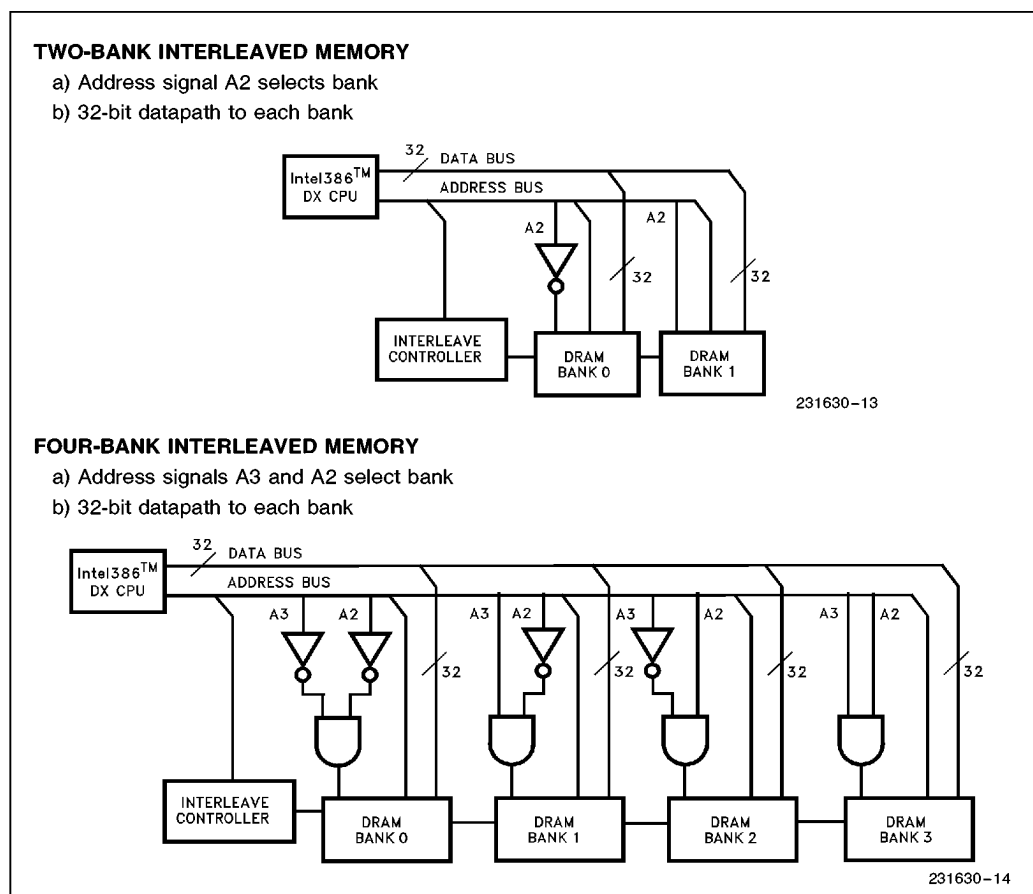 TWO-BANK INTERLEAVED MEMORY
a) Address signal A2 selects bank
b) 32-bit datapath to each bank
32
DATA BUS
Intel386™
DX CPU
ADDRESS BUS
A2
A2
32
32
INTERLEAVE
CONTROLLER
DRAM
BANK 0
DRAM
BANK 1
231630-13
FOUR-BANK INTERLEAVED MEMORY
a) Address signals A3 and A2 select bank
b) 32-bit datapath to each bank
32
DATA BUS
Intel386™
DX CPU
ADDRESS BUS
A3
A2
A3
A2
A3
A2
A3
A2
32
32
32
32
INTERLEAVE
CONTROLLER
DRAM
BANK 0
DRAM
BANK 1
DRAM
BANK 2
DRAM
BANK 3
231630-14